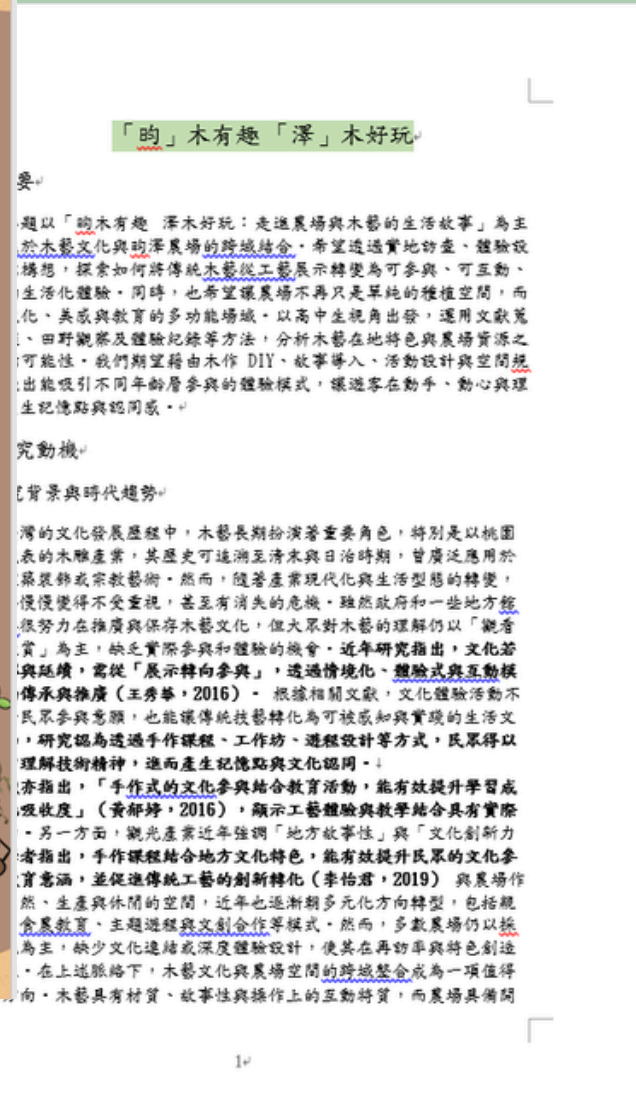 「昀」木有趣「澤」木好玩
要
題以「昀木有趣 澤木好玩：走進農場與木藝的生活故事」為主
於木藝文化與昀澤農場的跨域結合。希望透過實地訪查、體驗設
構想，探索如何將傳統木藝從工藝展示轉變為可參與、可互動、
生活化體驗。同時，也希望讓農場不再只是單純的種植空間，而
化、美感與教育的多功能場域。以高中生視角出發，運用文獻蒐
、田野觀察及體驗紀錄等方法，分析木藝在地特色與農場資源之
可能性。我們期望藉由木作 DIY、故事導入、活動設計與空間規
出能吸引不同年齡層參與的體驗模式，讓遊客在動手、動心與理
生記憶點與認同感。
究動機
背景與時代趨勢
灣的文化發展歷程中，木藝長期扮演著重要角色，特別是以桃園
表的木雕產業，其歷史可追溯至清末與日治時期，曾廣泛應用於
築裝飾或宗教藝術。然而，隨著產業現代化與生活型態的轉變，
慢慢變得不受重視，甚至有消失的危機。雖然政府和一些地方館
很努力在推廣與保存木藝文化，但大眾對木藝的理解仍以「觀看
賞」為主，缺乏實際參與和體驗的機會。近年研究指出，文化若
與延續，需從「展示轉向參與」，透過情境化、體驗式與互動模
傳承與推廣（王秀華，2016）。 根據相關文獻，文化體驗活動不
民眾參與意願，也能讓傳統技藝轉化為可被感知與實踐的生活文
，研究認為透過手作課程、工作坊、遊程設計等方式，民眾得以
理解技術精神，進而產生記憶點與文化認同。
亦指出，「手作式的文化參與結合教育活動，能有效提升學習成
吸收度」（黃郁婷，2016），顯示工藝體驗與教學結合具有實際
。另一方面，觀光產業近年強調「地方故事性」與「文化創新力
者指出，手作課程結合地方文化特色，能有效提升民眾的文化參
育意涵，並促進傳統工藝的創新轉化（李怡君，2019） 與農場作
然、生產與休閒的空間，近年也逐漸朝多元化方向轉型，包括親
食農教育、主題遊程與文創合作等模式。然而，多數農場仍以採
為主，缺少文化連結或深度體驗設計，使其在再訪率與特色創造
。在上述脈絡下，木藝文化與農場空間的跨域整合成為一項值得
向。木藝具有材質、故事性與操作上的互動特質，而農場具備開
1